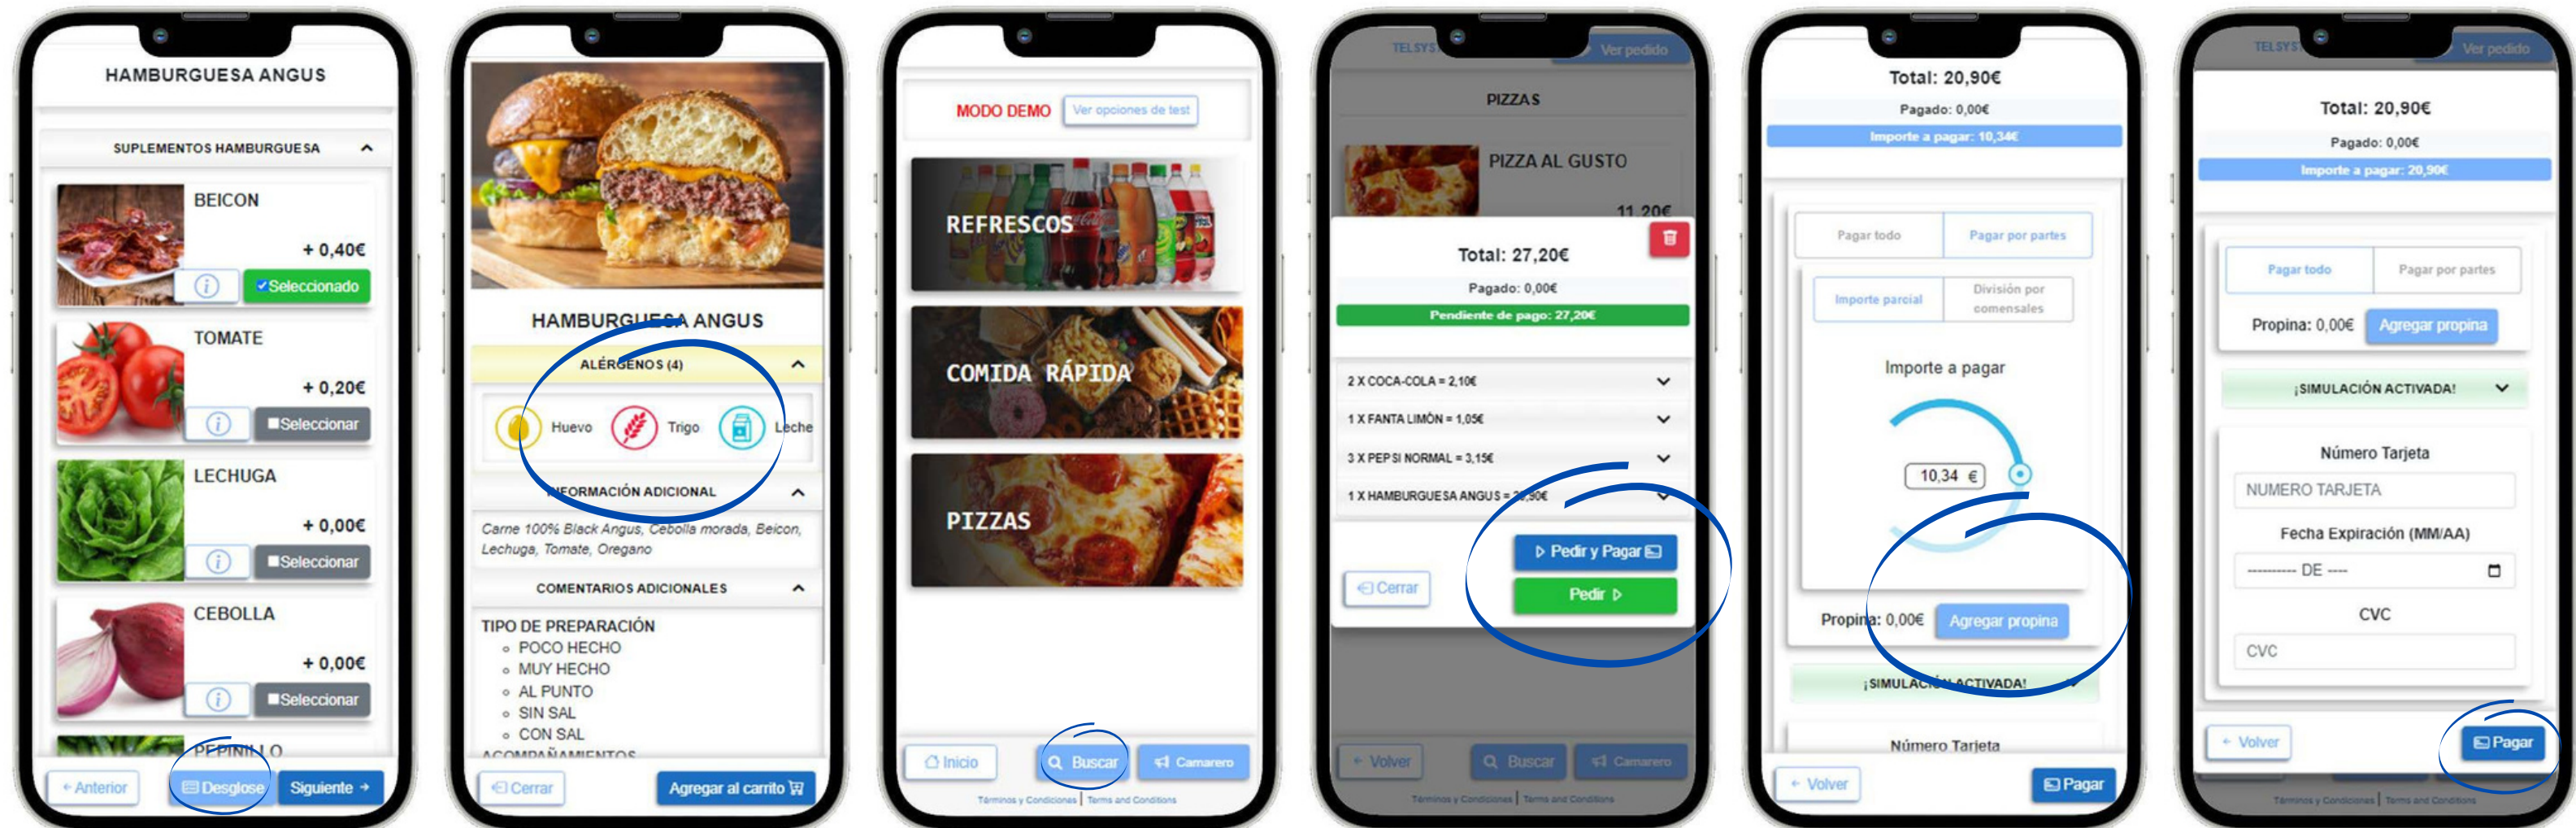 HAMBURGUESA ANGUS
SUPLEMENTOS HAMBURGUESA
BEICON
+ 0,40€
Seleccionado
TOMATE
+ 0,20€
Seleccionar
LECHUGA
+ 0,00€
Seleccionar
CEBOLLA
+ 0,00€
Seleccionar
PEPINILLO
Anterior
Desglose
Siguiente
HAMBURGUESA ANGUS
ALÉRGENOS (4)
Huevo
Trigo
Leche
INFORMACIÓN ADICIONAL
Carne 100% Black Angus, Cebolla morada, Beicon,
Lechuga, Tomate, Oregano
COMENTARIOS ADICIONALES
TIPO DE PREPARACIÓN
POCO HECHO
MUY HECHO
AL PUNTO
SIN SAL
CON SAL
ACOMPAÑAMIENTOS
Cerrar
Agregar al carrito
MODO DEMO
Ver opciones de test
REFRESCOS
COMIDA RÁPIDA
PIZZAS
Inicio
Buscar
Camarero
Términos y Condiciones | Terms and Conditions
TELSYS
Ver pedido
PIZZAS
PIZZA AL GUSTO
11,20€
Total: 27,20€
Pagado: 0,00€
Pendiente de pago: 27,20€
2 X COCA-COLA = 2,10€
1 X FANTA LIMÓN = 1,05€
3 X PEPSI NORMAL = 3,15€
1 X HAMBURGUESA ANGUS = 20,90€
Pedir y Pagar
Cerrar
Pedir
Volver
Buscar
Camarero
Términos y Condiciones | Terms and Conditions
Total: 20,90€
Pagado: 0,00€
Importe a pagar: 10,34€
Pagar todo
Pagar por partes
Importe parcial
División por
comensales
Importe a pagar
10,34 €
Propina: 0,00€
Agregar propina
¡SIMULACIÓN ACTIVADA!
Número Tarjeta
Volver
Pagar
TELSYS
Ver pedido
Total: 20,90€
Pagado: 0,00€
Importe a pagar: 20,90€
Pagar todo
Pagar por partes
Propina: 0,00€
Agregar propina
¡SIMULACIÓN ACTIVADA!
Número Tarjeta
NUMERO TARJETA
Fecha Expiración (MM/AA)
---------- DE ----
CVC
CVC
Volver
Pagar
Términos y Condiciones | Terms and Conditions